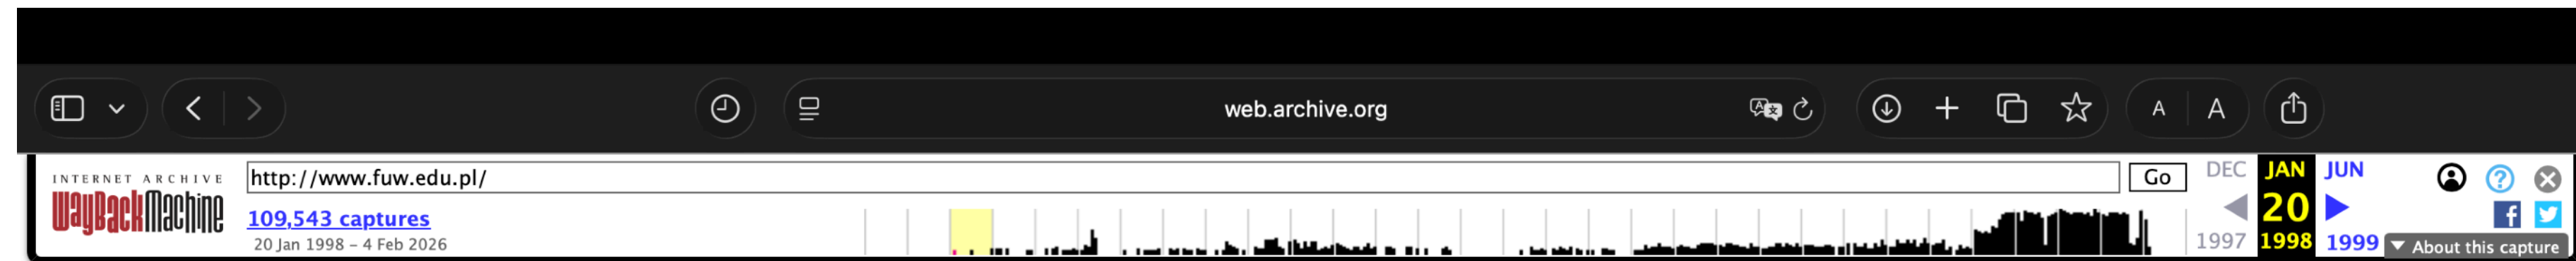 web.archive.org
A A
INTERNET ARCHIVE
WayBackMachine
http://www.fuw.edu.pl/
Go
109,543 captures
20 Jan 1998 – 4 Feb 2026
DEC JAN JUN
20
1997 1998 1999
▼ About this capture